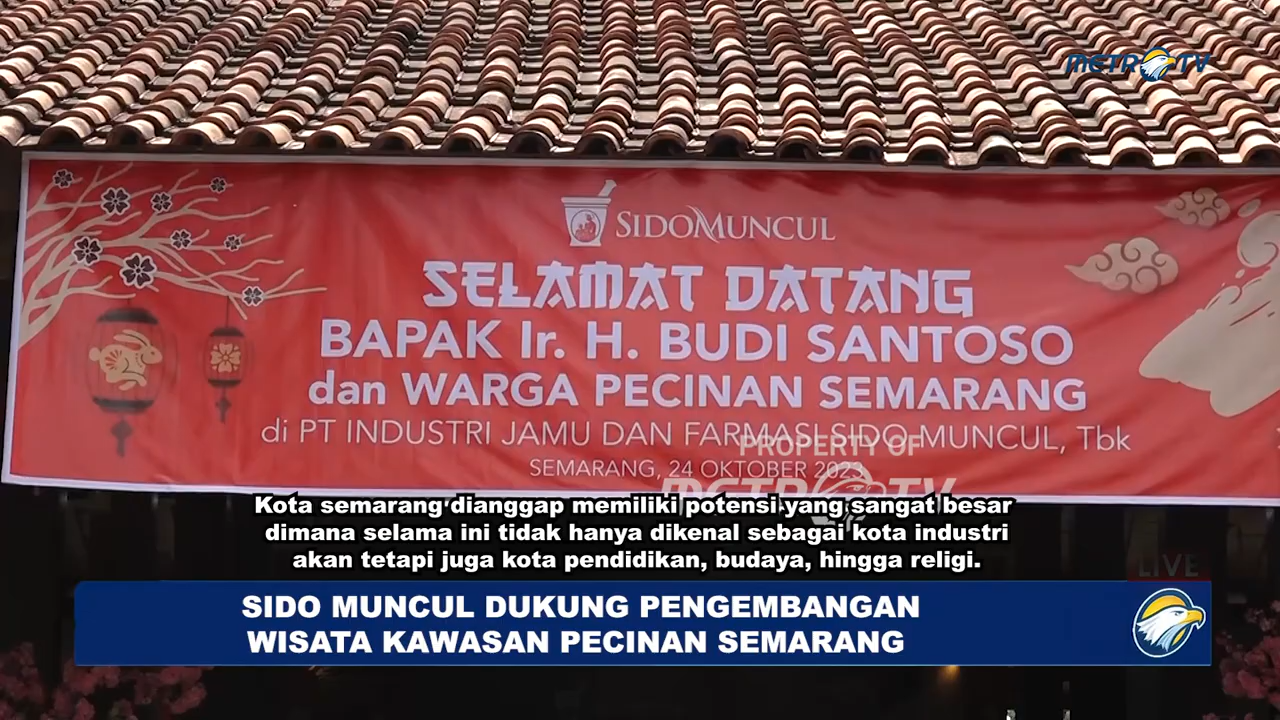 METRO TV
SIDOMUNCUL
SELAMAT DATANG
BAPAK Ir. H. BUDI SANTOSO
dan WARGA PECINAN SEMARANG
di PT INDUSTRI JAMU DAN FARMASI SIDO MUNCUL, Tbk
SEMARANG, 24 OKTOBER 2023
PROPERTY OF
METRO TV
Kota semarang dianggap memiliki potensi yang sangat besar
dimana selama ini tidak hanya dikenal sebagai kota industri
akan tetapi juga kota pendidikan, budaya, hingga religi.
LIVE
SIDO MUNCUL DUKUNG PENGEMBANGAN
WISATA KAWASAN PECINAN SEMARANG